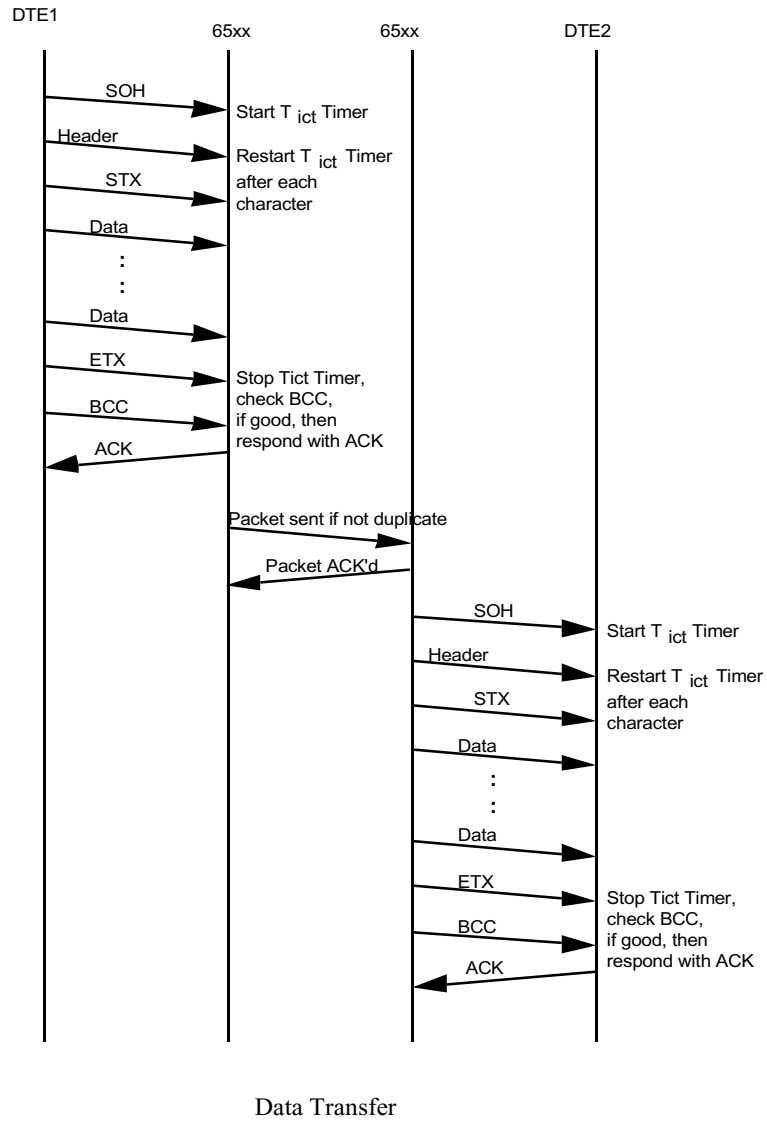 DTE1
65xx
65xx
DTE2
SOH
Start T ict Timer
Header
Restart T ict Timer
after each
character
STX
Data
:
:
Data
ETX
Stop Tict Timer,
check BCC,
if good, then
respond with ACK
BCC
ACK
Packet sent if not duplicate
Packet ACK'd
SOH
Start T ict Timer
Header
Restart T ict Timer
after each
character
STX
Data
:
:
Data
ETX
Stop Tict Timer,
check BCC,
if good, then
respond with ACK
BCC
ACK
Data Transfer